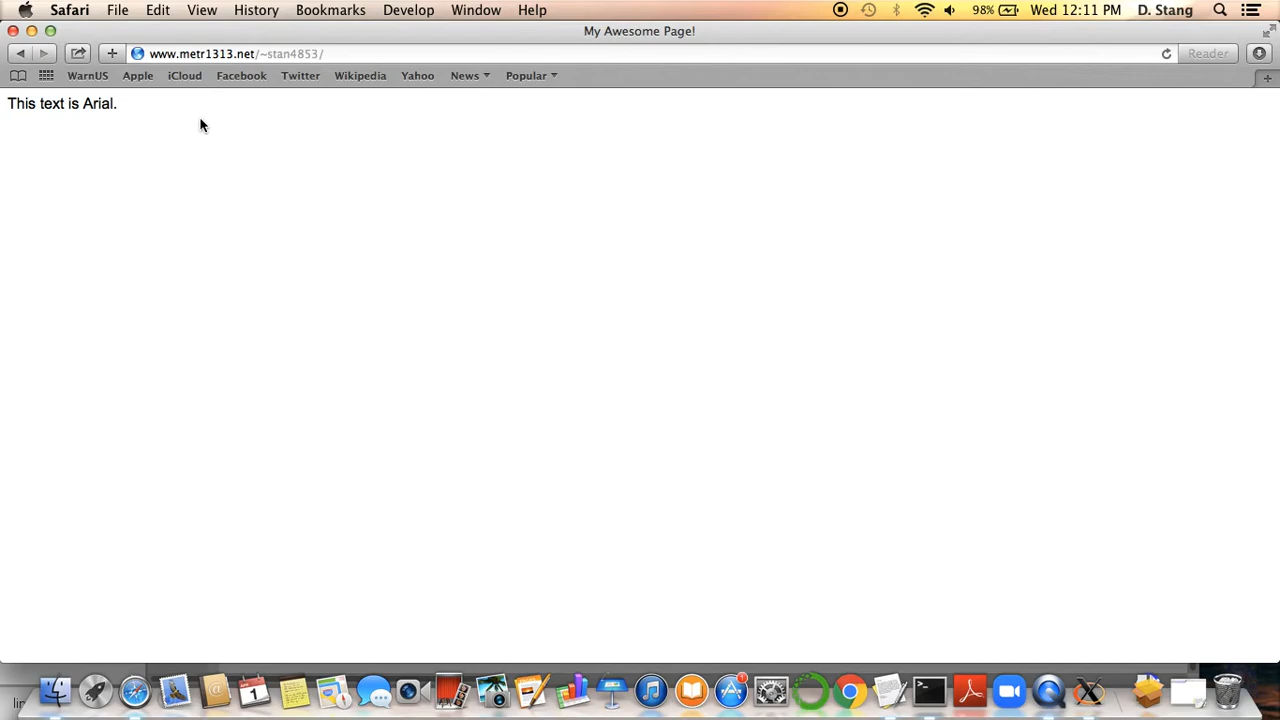 Safari File Edit View History Bookmarks Develop Window Help 98% Wed 12:11 PM D. Stang
My Awesome Page!
www.metr1313.net/~stan4853/ Reader
WarnUS Apple iCloud Facebook Twitter Wikipedia Yahoo News Popular
This text is Arial.